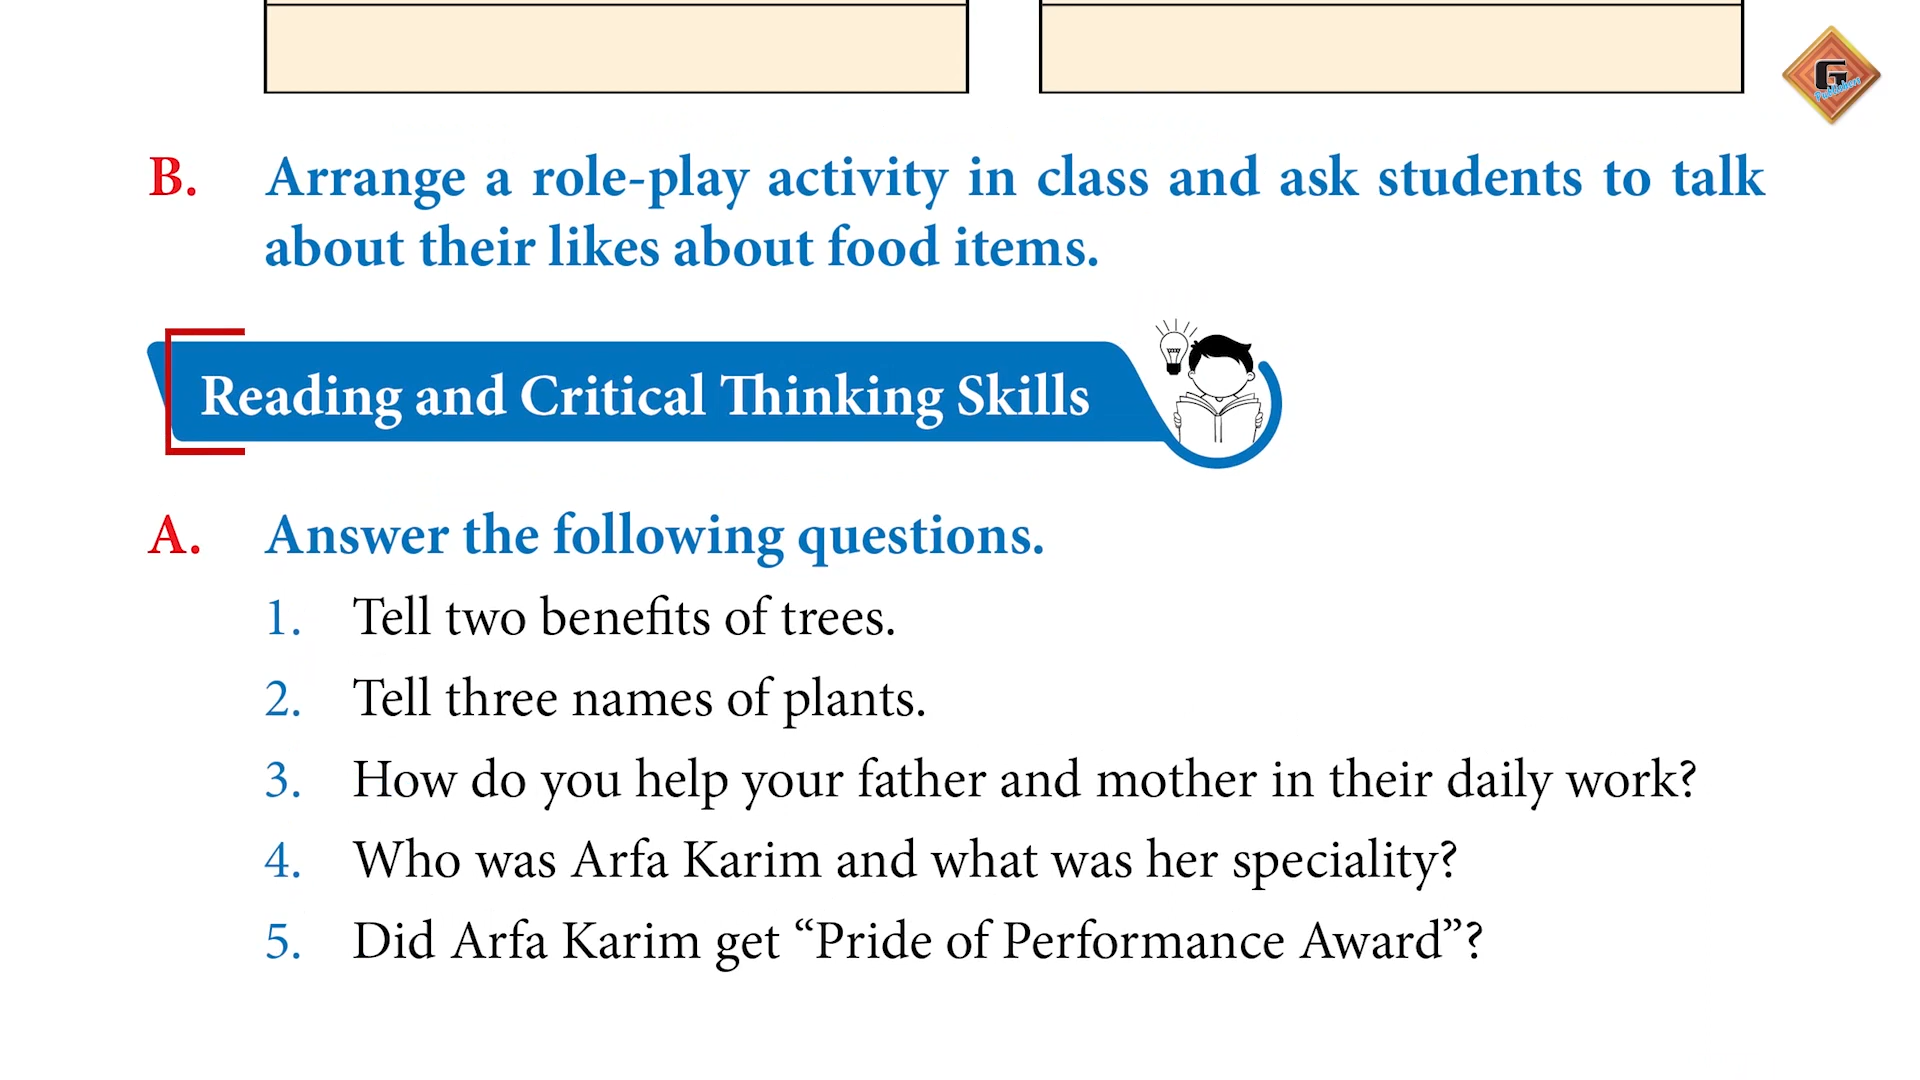 G
Publishers
B. Arrange a role-play activity in class and ask students to talk
about their likes about food items.
Reading and Critical Thinking Skills
A. Answer the following questions.
1. Tell two benefits of trees.
2. Tell three names of plants.
3. How do you help your father and mother in their daily work?
4. Who was Arfa Karim and what was her speciality?
5. Did Arfa Karim get “Pride of Performance Award”?